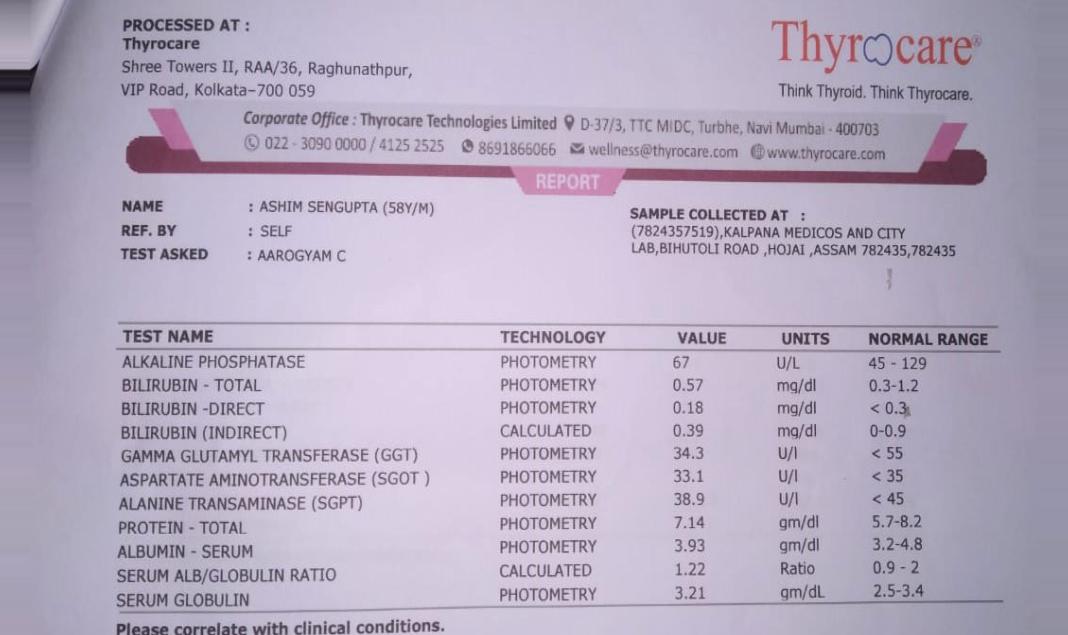 PROCESSED AT :
Thyrocare
Shree Towers II, RAA/36, Raghunathpur,
VIP Road, Kolkata-700 059
Thyrocare®
Think Thyroid. Think Thyrocare.
Corporate Office : Thyrocare Technologies Limited D-37/3, TTC MIDC, Turbhe, Navi Mumbai - 400703
022 - 3090 0000 / 4125 2525 8691866066 wellness@thyrocare.com www.thyrocare.com
REPORT
NAME : ASHIM SENGUPTA (58Y/M)
REF. BY : SELF
TEST ASKED : AAROGYAM C
SAMPLE COLLECTED AT :
(7824357519),KALPANA MEDICOS AND CITY
LAB,BIHUTOLI ROAD ,HOJAI ,ASSAM 782435,782435
TEST NAME TECHNOLOGY VALUE UNITS NORMAL RANGE
ALKALINE PHOSPHATASE PHOTOMETRY 67 U/L 45 - 129
BILIRUBIN - TOTAL PHOTOMETRY 0.57 mg/dl 0.3-1.2
BILIRUBIN -DIRECT PHOTOMETRY 0.18 mg/dl < 0.3
BILIRUBIN (INDIRECT) CALCULATED 0.39 mg/dl 0-0.9
GAMMA GLUTAMYL TRANSFERASE (GGT) PHOTOMETRY 34.3 U/l < 55
ASPARTATE AMINOTRANSFERASE (SGOT ) PHOTOMETRY 33.1 U/l < 35
ALANINE TRANSAMINASE (SGPT) PHOTOMETRY 38.9 U/l < 45
PROTEIN - TOTAL PHOTOMETRY 7.14 gm/dl 5.7-8.2
ALBUMIN - SERUM PHOTOMETRY 3.93 gm/dl 3.2-4.8
SERUM ALB/GLOBULIN RATIO CALCULATED 1.22 Ratio 0.9 - 2
SERUM GLOBULIN PHOTOMETRY 3.21 gm/dL 2.5-3.4
Please correlate with clinical conditions.